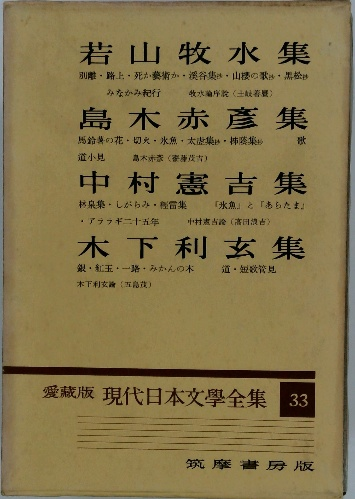 若山牧水集
別離・路上・死か藝術か・溪谷集抄・山櫻の歌抄・黒松抄
みなかみ紀行　牧水論序説（土岐善麿）
島木赤彥集
馬鈴薯の花・切火・氷魚・太虗集抄・柹蔭集抄　歌
道小見　島木赤彥（齋藤茂吉）
中村憲吉集
林泉集・しがらみ・輕雷集　「氷魚」と「あらたま」
・アララギ二十五年　中村憲吉論（高田浪吉）
木下利玄集
銀・紅玉・一路・みかんの木　道・短歌管見
木下利玄論（五島茂）
愛藏版 現代日本文學全集 33
筑摩書房版